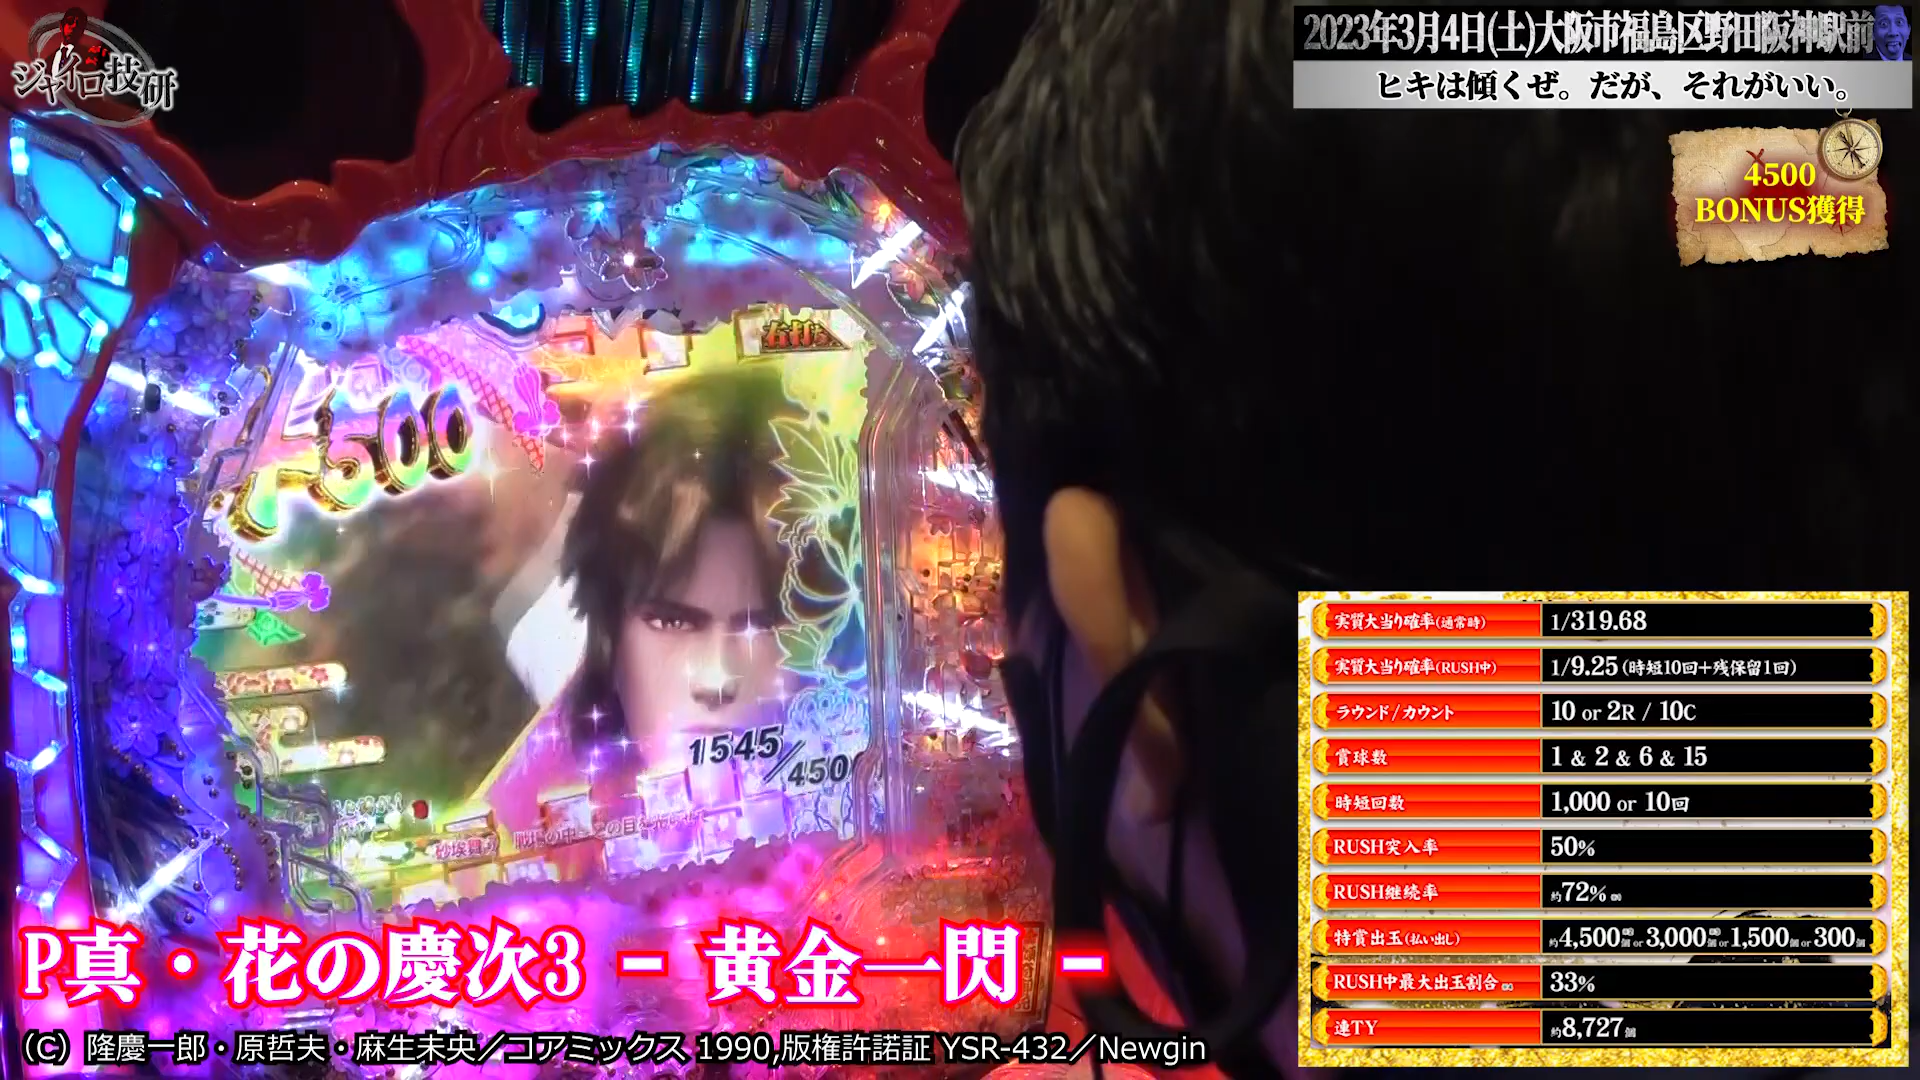 ジャイロ技研
2023年3月4日(土)大阪市福島区野田阪神駅前
ヒキは傾くぜ。だが、それがいい。
4500
BONUS獲得
右打ち
4500
1545/4500
P真・花の慶次3 - 黄金一閃 -
(C) 隆慶一郎・原哲夫・麻生未央／コアミックス 1990,版権許諾証 YSR-432／Newgin
実質大当り確率(通常時) 1/319.68
実質大当り確率(RUSH中) 1/9.25(時短10回+残保留1回)
ラウンド/カウント 10 or 2R / 10C
賞球数 1 & 2 & 6 & 15
時短回数 1,000 or 10回
RUSH突入率 50%
RUSH継続率 約72%
特賞出玉(払い出し) 約4,500個 or 3,000個 or 1,500個 or 300個
RUSH中最大出玉割合 33%
連TY 約8,727個